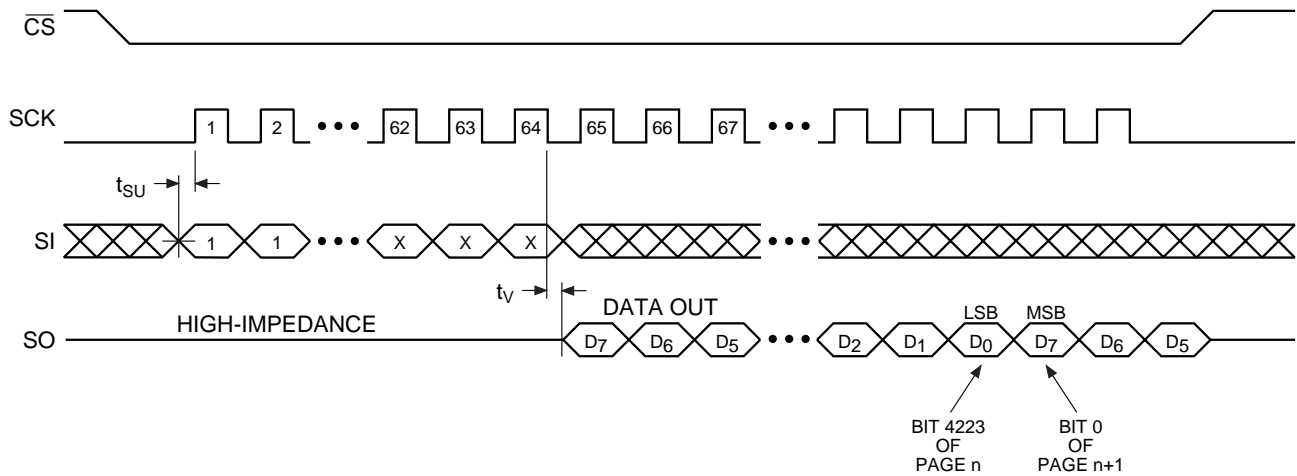 CS
SCK
1 2 ••• 62 63 64 65 66 67 •••
tSU
SI
1 1 ••• X X X •••
tV
SO
HIGH-IMPEDANCE
DATA OUT
LSB MSB
D7 D6 D5 ••• D2 D1 D0 D7 D6 D5
BIT 4223
OF
PAGE n
BIT 0
OF
PAGE n+1